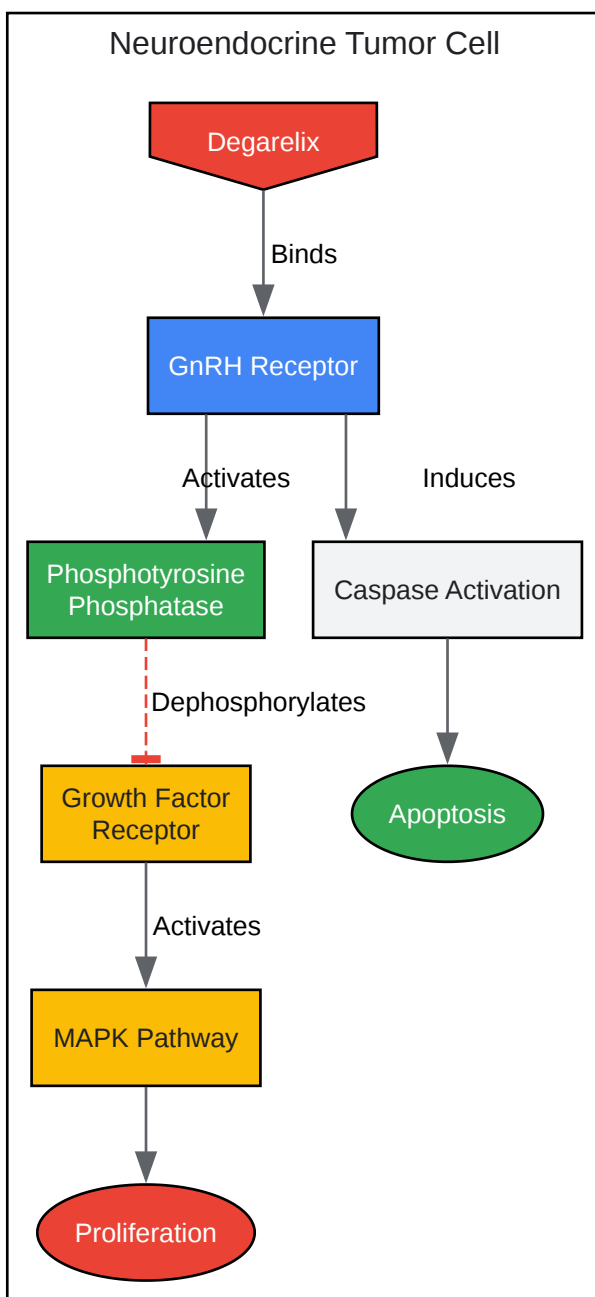 Neuroendocrine Tumor Cell
Degarelix
Binds
GnRH Receptor
Activates
Induces
Phosphotyrosine
Phosphatase
Caspase Activation
Dephosphorylates
Growth Factor
Receptor
Apoptosis
Activates
MAPK Pathway
Proliferation